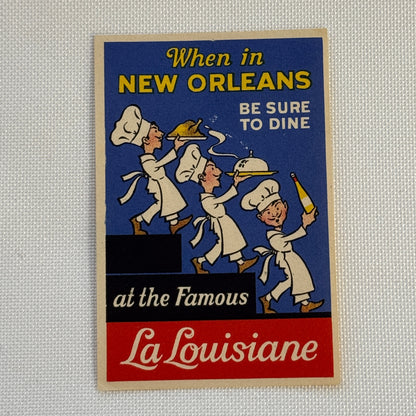 When in
NEW ORLEANS
BE SURE
TO DINE
at the Famous
La Louisiane